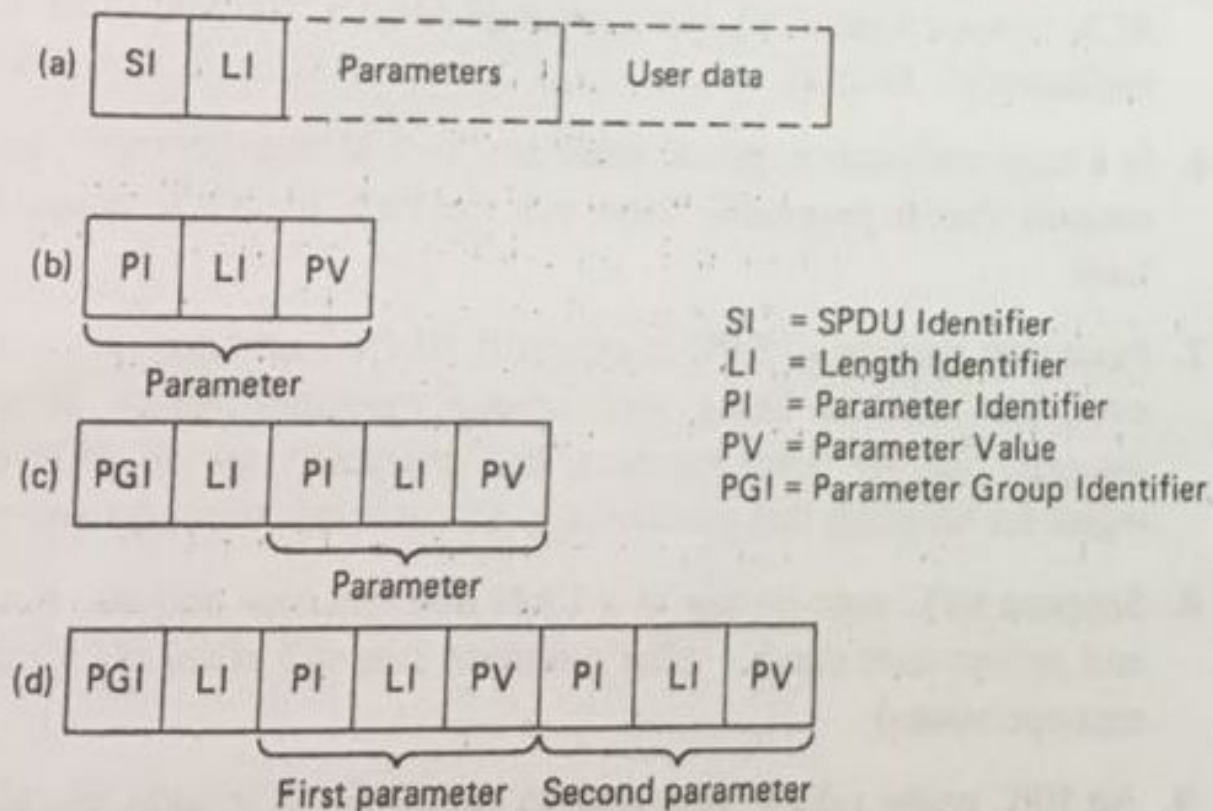 (a) SI LI Parameters User data
(b) PI LI PV
Parameter
SI = SPDU Identifier
LI = Length Identifier
PI = Parameter Identifier
PV = Parameter Value
PGI = Parameter Group Identifier
(c) PGI LI PI LI PV
Parameter
(d) PGI LI PI LI PV PI LI PV
First parameter Second parameter